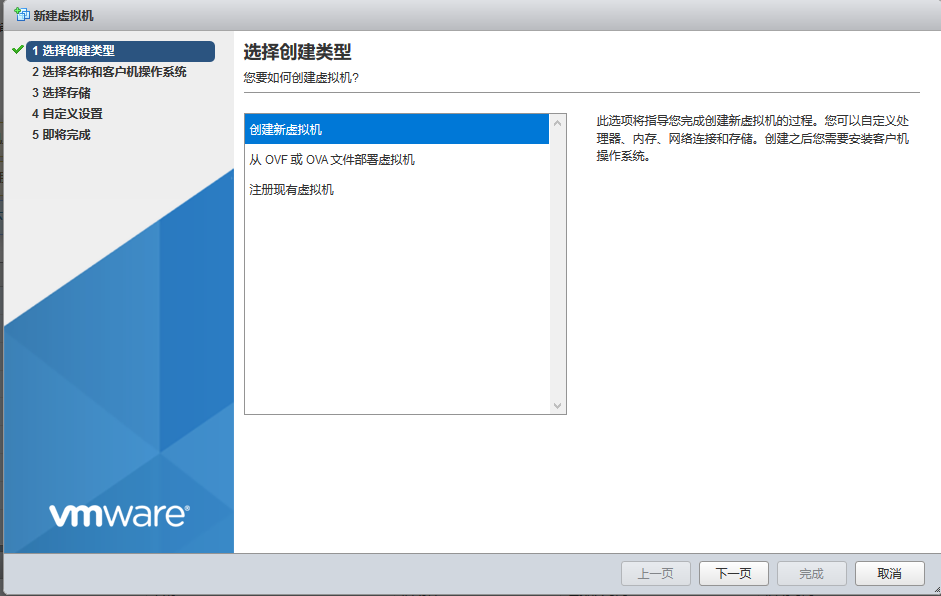 新建虚拟机
1 选择创建类型
2 选择名称和客户机操作系统
3 选择存储
4 自定义设置
5 即将完成
选择创建类型
您要如何创建虚拟机?
创建新虚拟机
从 OVF 或 OVA 文件部署虚拟机
注册现有虚拟机
此选项将指导您完成创建新虚拟机的过程。您可以自定义处
理器、内存、网络连接和存储。创建之后您需要安装客户机
操作系统。
vmware®
上一页
下一页
完成
取消